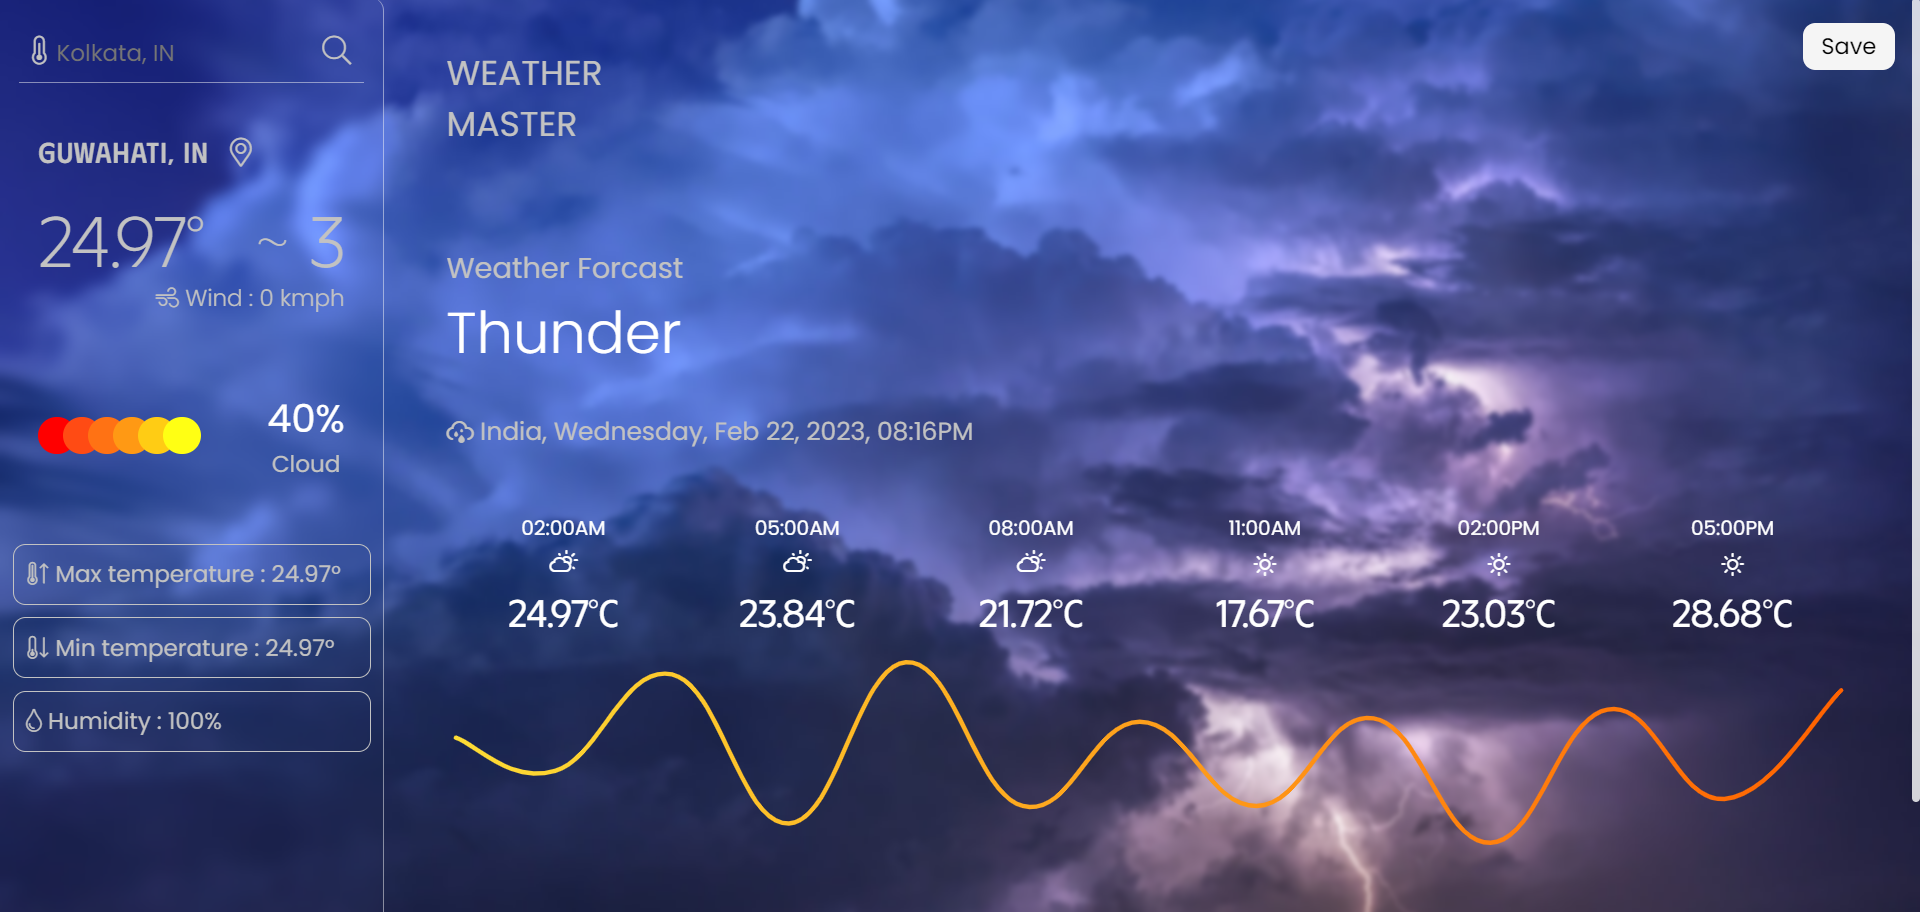 Kolkata, IN
GUWAHATI, IN
24.97° ~ 3
Wind : 0 kmph
40%
Cloud
Max temperature : 24.97°
Min temperature : 24.97°
Humidity : 100%
Save
WEATHER
MASTER
Weather Forcast
Thunder
India, Wednesday, Feb 22, 2023, 08:16PM
02:00AM 05:00AM 08:00AM 11:00AM 02:00PM 05:00PM
24.97°C 23.84°C 21.72°C 17.67°C 23.03°C 28.68°C